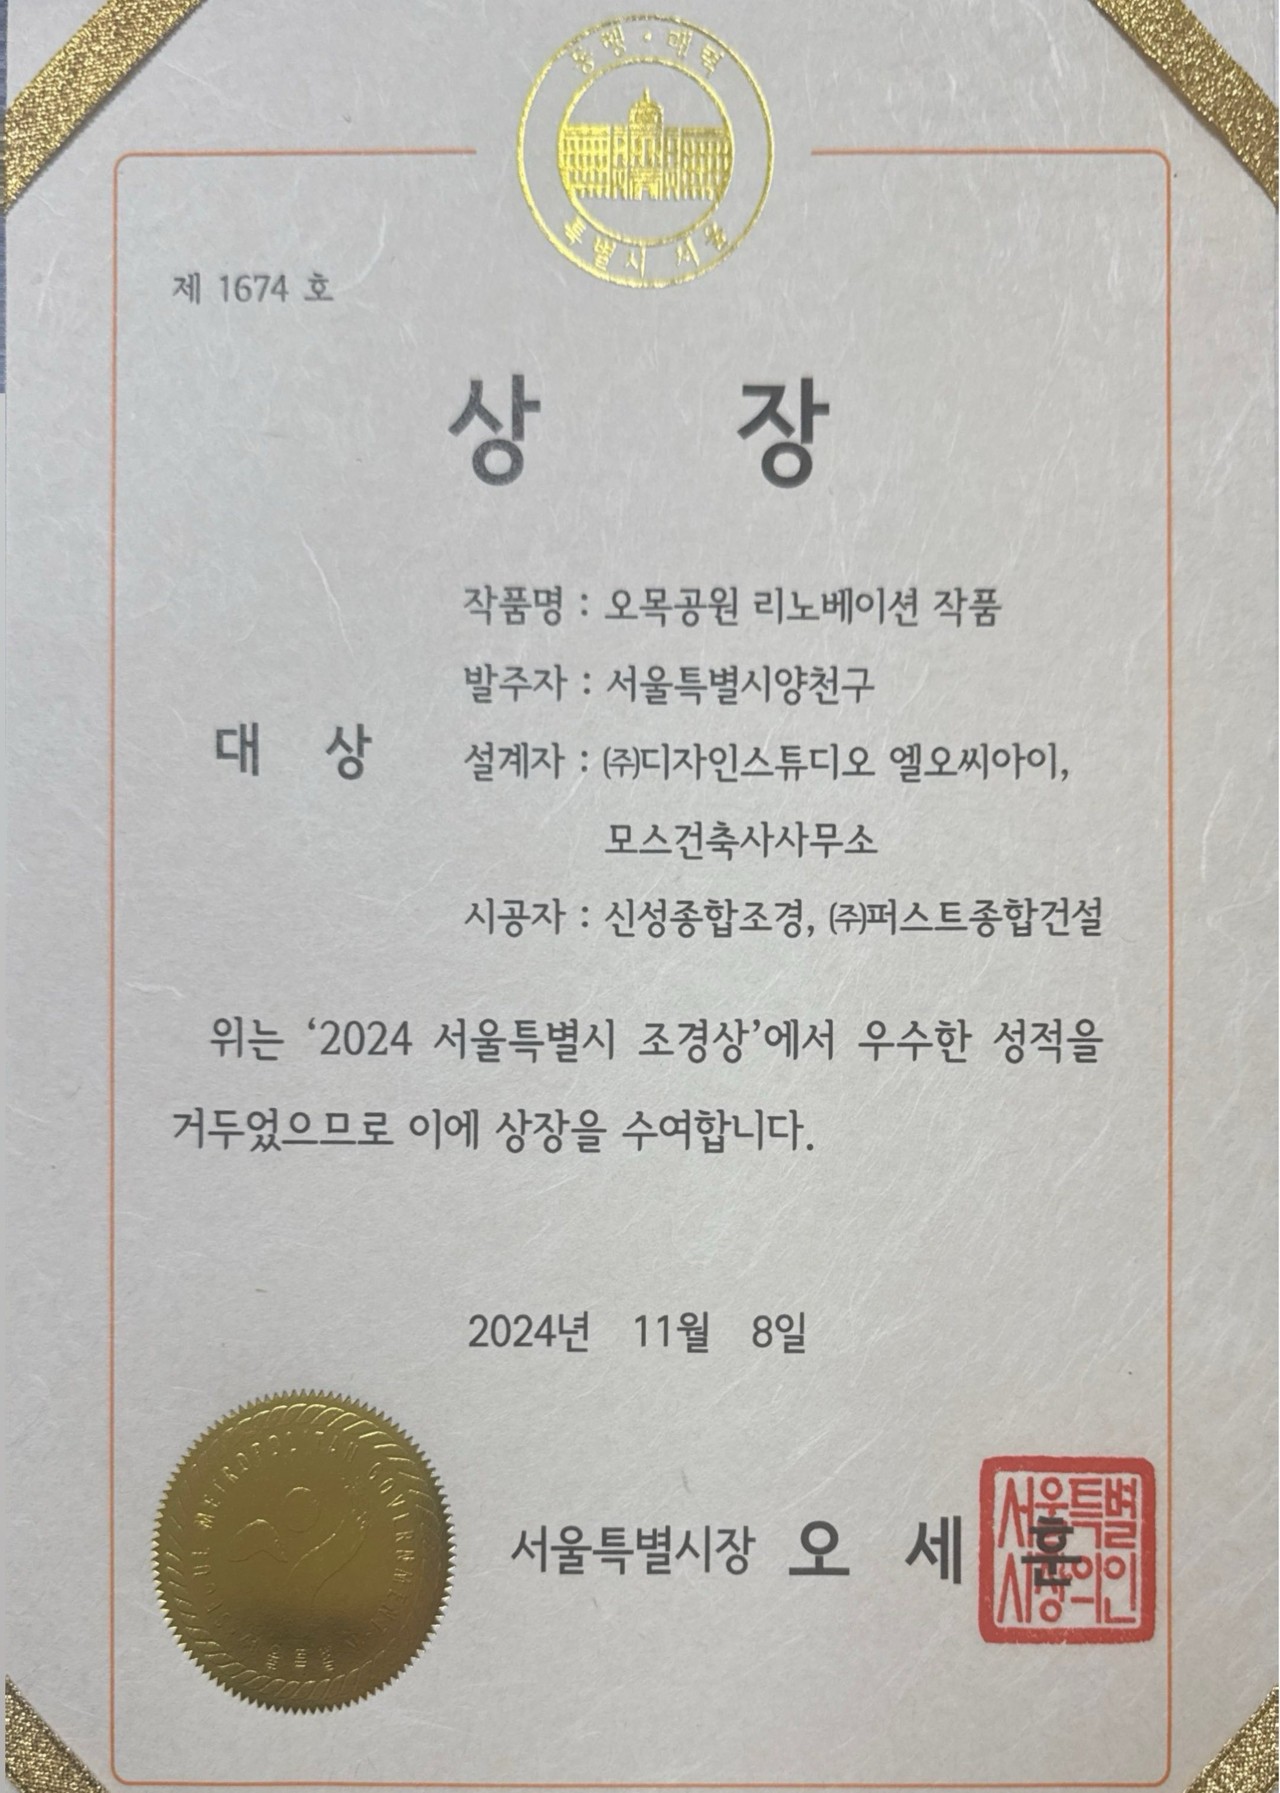 특별시 서울
제 1674 호
상 장
대 상
작품명 : 오목공원 리노베이션 작품
발주자 : 서울특별시양천구
설계자 : ㈜디자인스튜디오 엘오씨아이,
모스건축사사무소
시공자 : 신성종합조경, ㈜퍼스트종합건설
위는 ‘2024 서울특별시 조경상’에서 우수한 성적을
거두었으므로 이에 상장을 수여합니다.
2024년 11월 8일
METROPOLITAN GOVERNMENT
서울특별시장 오 세 훈
서울특별
시장의인